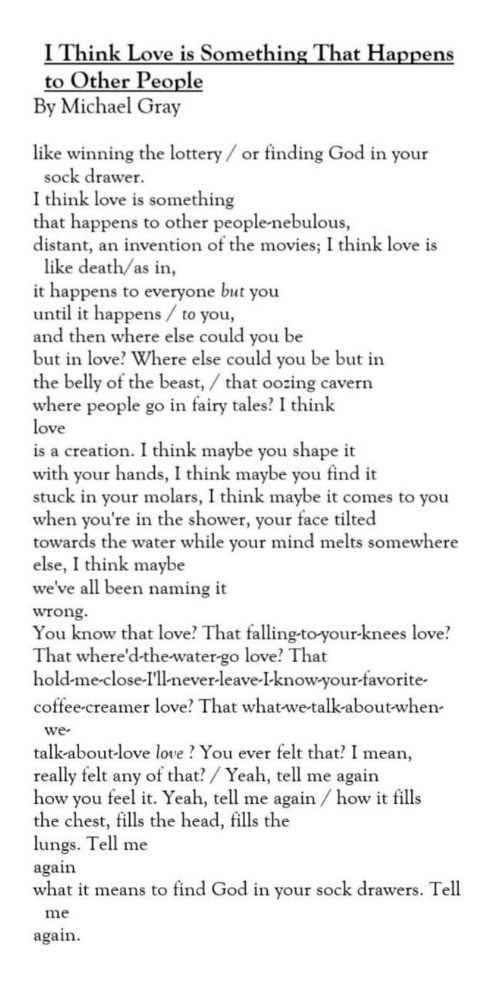 I Think Love is Something That Happens
to Other People
By Michael Gray
like winning the lottery / or finding God in your
sock drawer.
I think love is something
that happens to other people-nebulous,
distant, an invention of the movies; I think love is
like death/as in,
it happens to everyone but you
until it happens / to you,
and then where else could you be
but in love? Where else could you be but in
the belly of the beast, / that oozing cavern
where people go in fairy tales? I think
love
is a creation. I think maybe you shape it
with your hands, I think maybe you find it
stuck in your molars, I think maybe it comes to you
when you're in the shower, your face tilted
towards the water while your mind melts somewhere
else, I think maybe
we've all been naming it
wrong.
You know that love? That falling-to-your-knees love?
That where'd-the-water-go love? That
hold-me-close-I'll-never-leave-I-know-your-favorite-
coffee-creamer love? That what-we-talk-about-when-
we-
talk-about-love love ? You ever felt that? I mean,
really felt any of that? / Yeah, tell me again
how you feel it. Yeah, tell me again / how it fills
the chest, fills the head, fills the
lungs. Tell me
again
what it means to find God in your sock drawers. Tell
me
again.